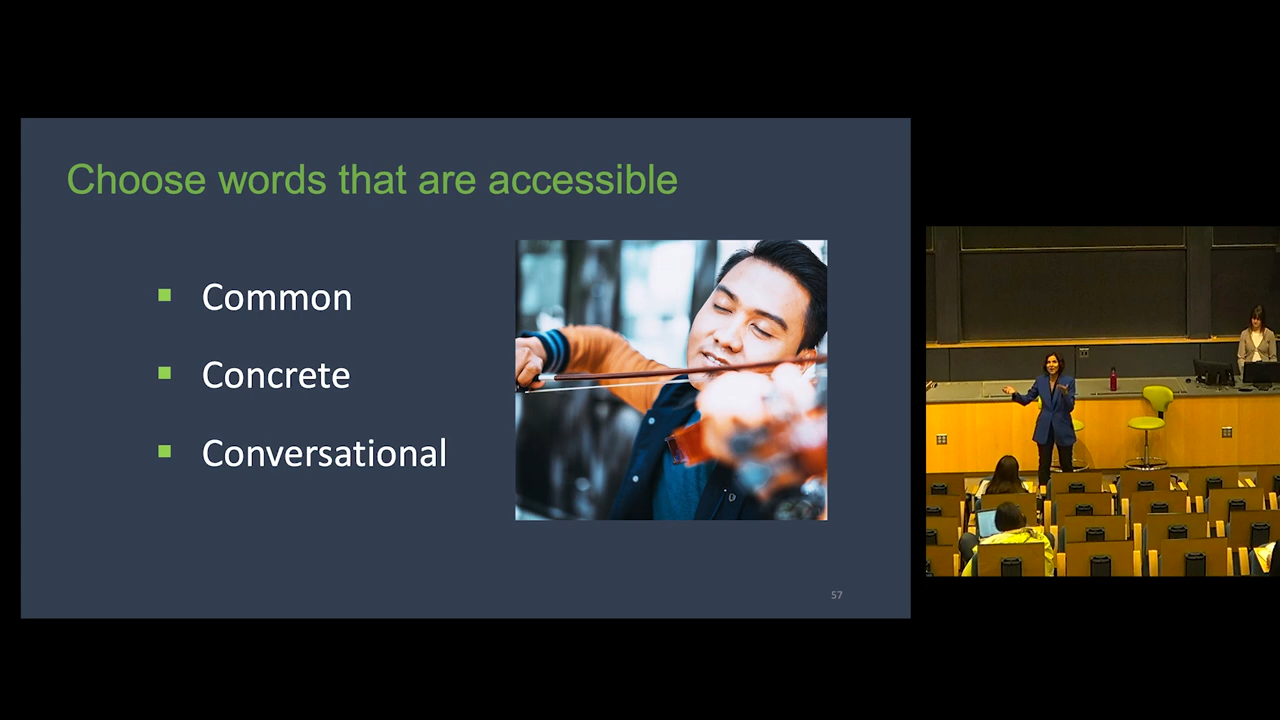 Choose words that are accessible
Common
Concrete
Conversational
57